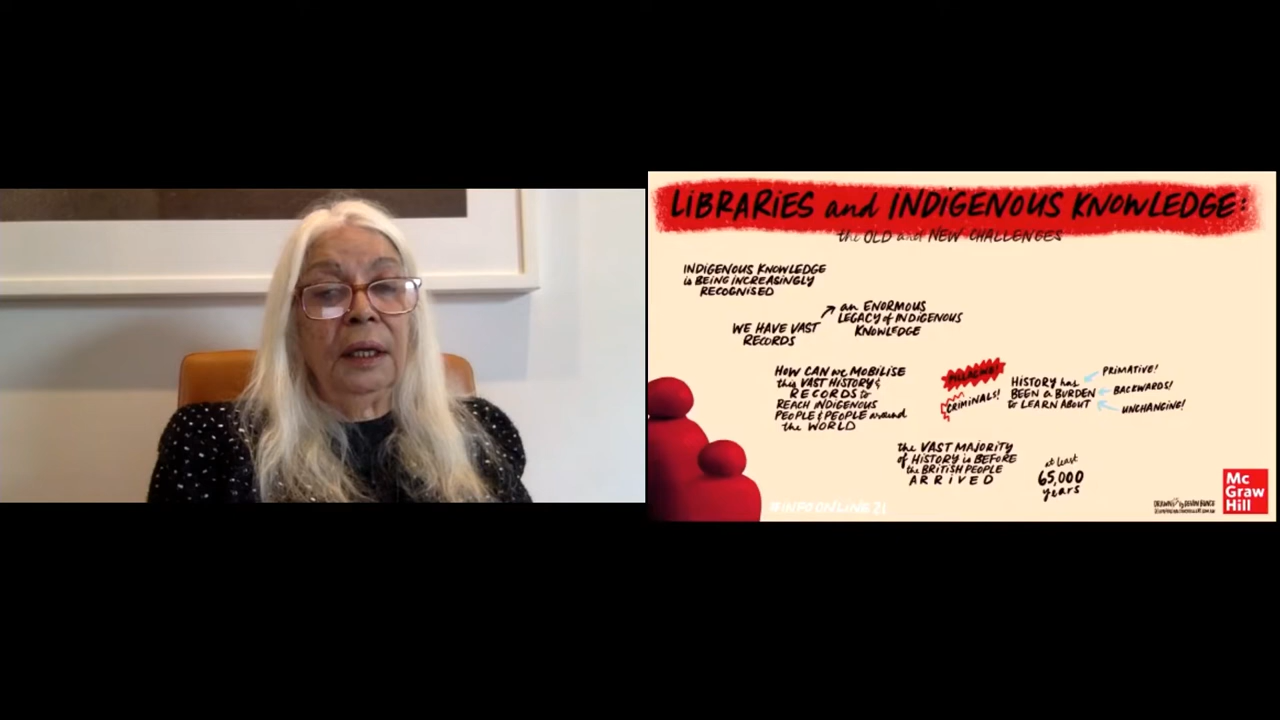 LIBRARIES and INDIGENOUS KNOWLEDGE:
the OLD and NEW CHALLENGES
INDIGENOUS KNOWLEDGE
is BEING INCREASINGLY
RECOGNISED
an ENORMOUS
LEGACY of INDIGENOUS
KNOWLEDGE
WE HAVE VAST
RECORDS
HOW CAN we MOBILISE
this VAST HISTORY &
RECORDS to
REACH INDIGENOUS
PEOPLE & PEOPLE around
the WORLD
CRIMINALS!
HISTORY has
BEEN a BURDEN
to LEARN ABOUT
PRIMATIVE!
BACKWARDS!
UNCHANGING!
the VAST MAJORITY
of HISTORY is BEFORE
the BRITISH PEOPLE
ARRIVED
at least
65,000
years
#INFOONLINE21
DRAWN by
Mc
Graw
Hill